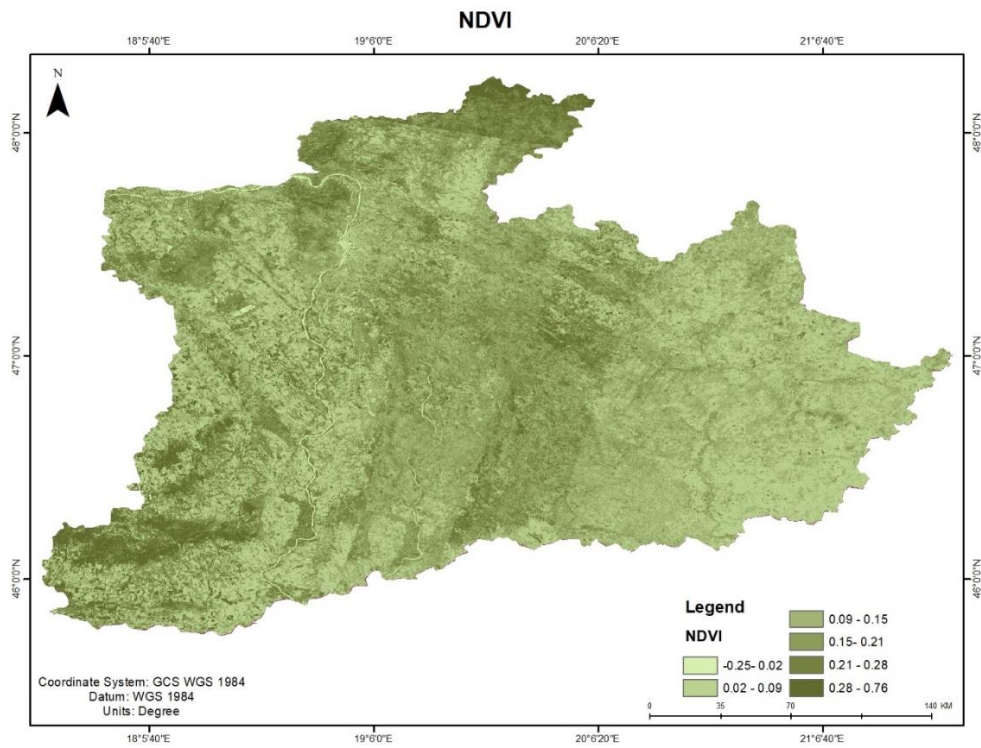 NDVI
18°5'40"E 19°6'0"E 20°6'20"E 21°6'40"E
N
48°0'0"N 48°0'0"N
47°0'0"N 47°0'0"N
46°0'0"N 46°0'0"N
Legend
NDVI
-0.25- 0.02
0.02 - 0.09
0.09 - 0.15
0.15- 0.21
0.21 - 0.28
0.28 - 0.76
Coordinate System: GCS WGS 1984
Datum: WGS 1984
Units: Degree
0 35 70 140 KM
18°5'40"E 19°6'0"E 20°6'20"E 21°6'40"E